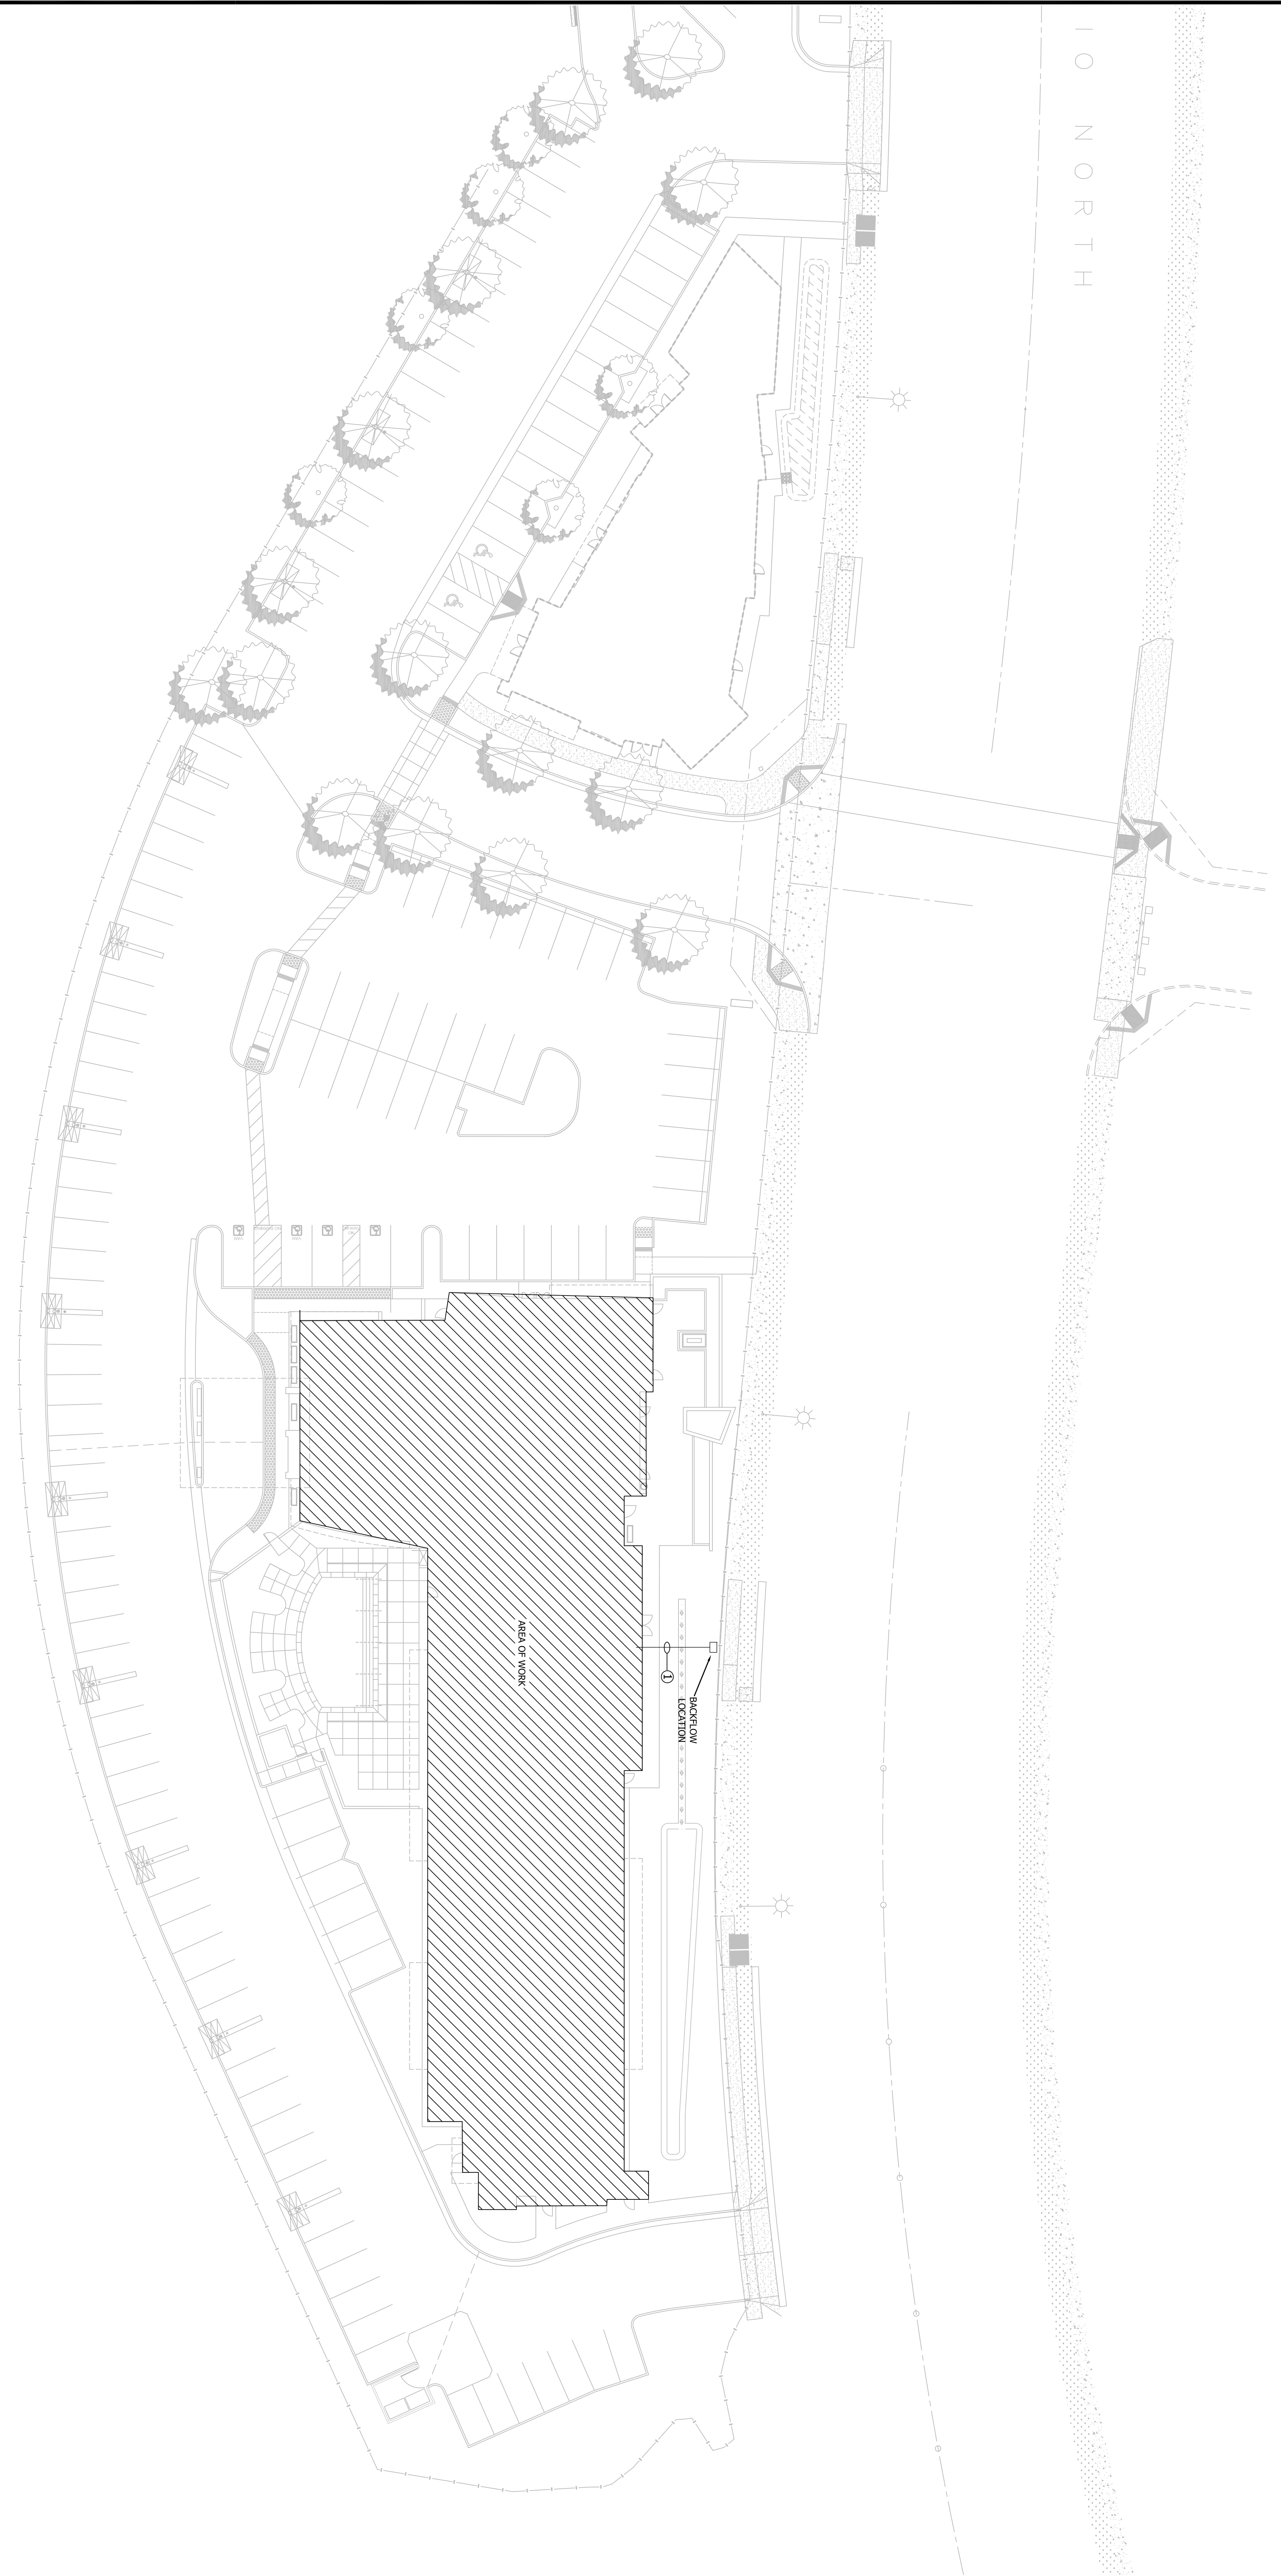 IO NORTH
AREA OF WORK
1
BACKFLOW
LOCATION